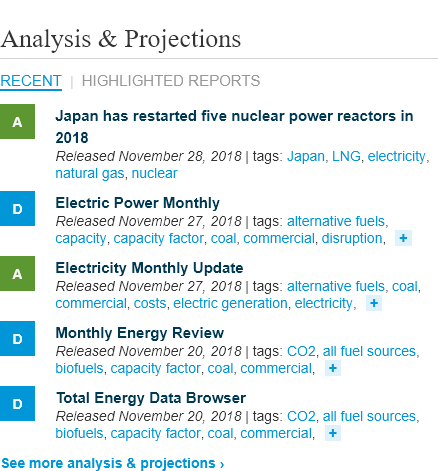 Analysis & Projections
RECENT | HIGHLIGHTED REPORTS
A
Japan has restarted five nuclear power reactors in
2018
Released November 28, 2018 | tags: Japan, LNG, electricity,
natural gas, nuclear
D
Electric Power Monthly
Released November 27, 2018 | tags: alternative fuels,
capacity, capacity factor, coal, commercial, disruption, +
A
Electricity Monthly Update
Released November 27, 2018 | tags: alternative fuels, coal,
commercial, costs, electric generation, electricity, +
D
Monthly Energy Review
Released November 20, 2018 | tags: CO2, all fuel sources,
biofuels, capacity factor, coal, commercial, +
D
Total Energy Data Browser
Released November 20, 2018 | tags: CO2, all fuel sources,
biofuels, capacity factor, coal, commercial, +
See more analysis & projections ›